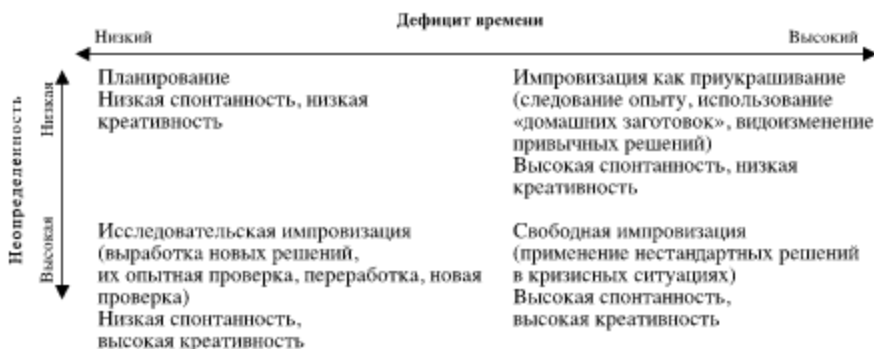 Дефицит времени
Низкий
Высокий
Неопределенность
Низкая
Высокая
Планирование
Низкая спонтанность, низкая
креативность
Импровизация как приукрашивание
(следование опыту, использование
«домашних заготовок», видоизменение
привычных решений)
Высокая спонтанность, низкая
креативность
Исследовательская импровизация
(выработка новых решений,
их опытная проверка, переработка, новая
проверка)
Низкая спонтанность,
высокая креативность
Свободная импровизация
(применение нестандартных решений
в кризисных ситуациях)
Высокая спонтанность,
высокая креативность